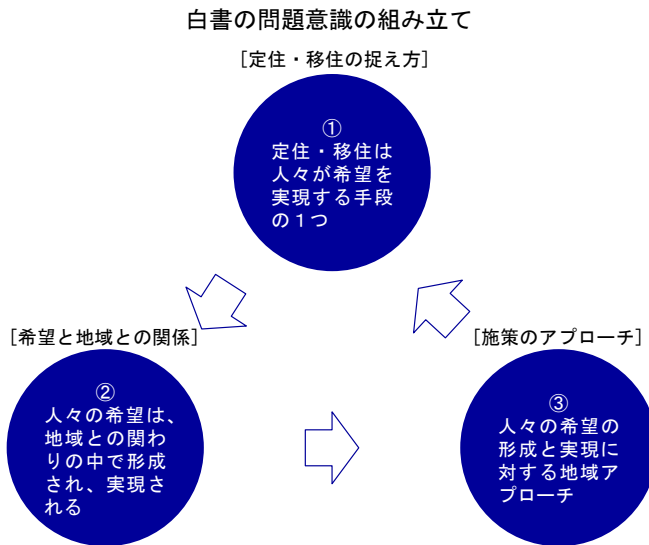 白書の問題意識の組み立て
［定住・移住の捉え方］
①
定住・移住は
人々が希望を
実現する手段
の１つ
［希望と地域との関係］
②
人々の希望は、
地域との関わ
りの中で形成
され、実現さ
れる
［施策のアプローチ］
③
人々の希望の
形成と実現に
対する地域ア
プローチ